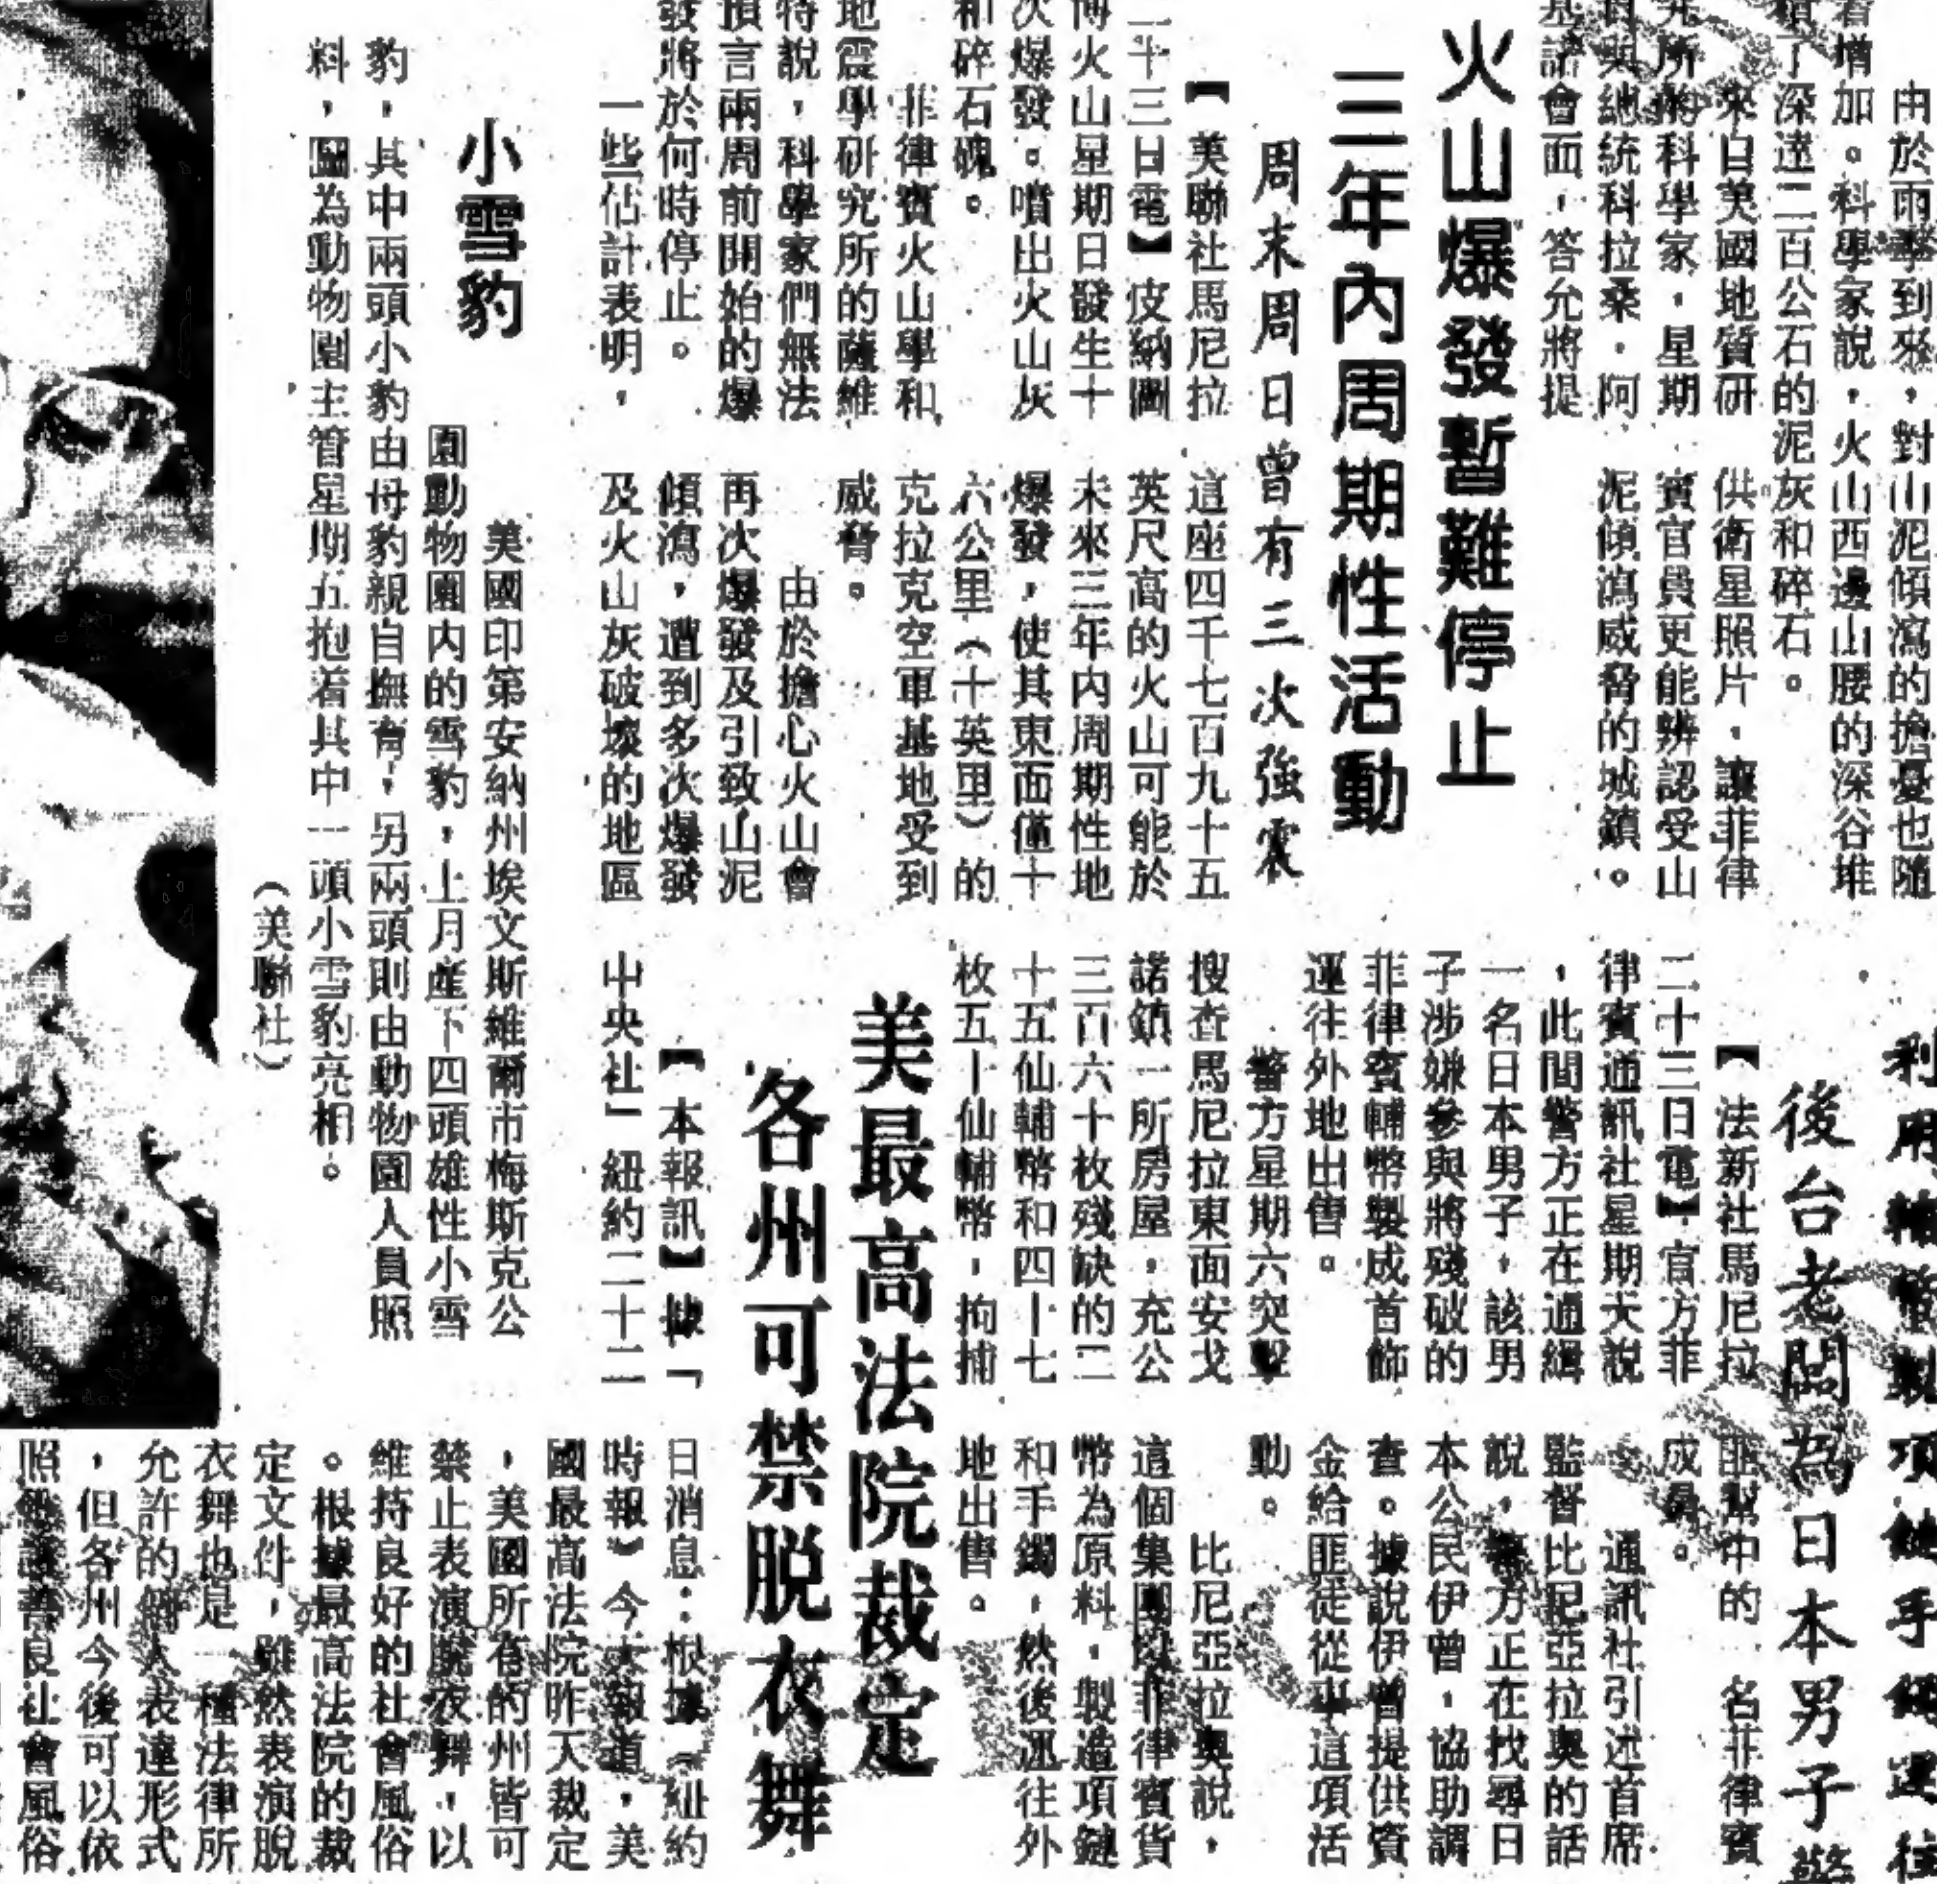 火山爆發暫難停止
三年內周期性活動
周末周日曾有三次強震
【美聯社馬尼拉
二十三日電】皮納圖
博火山星期日發生十
次爆發。噴出火山灰
和碎石磈。
菲律賓火山學和
地震學研究所的薩維
特說,科學家們無法
預言兩周前開始的爆
發將於何時停止。
一些估計表明,
這座四千七百九十五
英尺高的火山可能於
未來三年內周期性地
爆發,使其東面僅十
六公里(十英里)的
克拉克空軍基地受到
威脅。
由於擔心火山會
再次爆發及引致山泥
傾瀉,遭到多次爆發
及火山灰破壞的地區
由於雨季到來,對山泥傾瀉的擔憂也隨
着增加。科學家說,火山西邊山腰的深谷堆
積了深達二百公石的泥灰和碎石。
來自美國地質研
究所的科學家,星期
與總統科拉桑·阿
基諾會面,答允將提
供衛星照片,讓菲律
賓官員更能辨認受山
泥傾瀉威脅的城鎮。
利用輔幣製項鏈手鐲運往
後台老闆為日本男子
【法新社馬尼拉
二十三日電】官方菲
律賓通訊社星期天說
,此間警方正在通緝
一名日本男子,該男
子涉嫌參與將殘破的
菲律賓輔幣製成首飾
運往外地出售。
警方星期六突擊
搜查馬尼拉東面安戈
諾鎮一所房屋,充公
三百六十枚殘缺的二
十五仙輔幣和四十七
枚五十仙輔幣,拘捕
匪幫中的一名菲律賓
成員。
通訊社引述首席
監督比尼亞拉奧的話
說,警方正在找尋日
本公民伊曾,協助調
查。據說伊曾提供資
金給匪徒從事這項活
動。
比尼亞拉奧說,
這個集團以菲律賓貨
幣為原料,製造項鏈
和手鐲,然後運往外
地出售。
美最高法院裁定
各州可禁脫衣舞
【本報訊】據「
中央社」紐約二十二
日消息:根據《紐約
時報》今天報道,美
國最高法院昨天裁定
,美國所有的州皆可
禁止表演脫衣舞,以
維持良好的社會風俗
。根據最高法院的裁
定文件,雖然表演脫
衣舞也是一種法律所
允許的個人表達形式
,但各州今後可以依
照維護善良社會風俗
小雪豹
美國印第安納州埃文斯維爾市梅斯克公
園動物園內的雪豹,上月產下四頭雄性小雪
豹,其中兩頭小豹由母豹親自撫育,另兩頭則由動物園人員照
料,圖為動物園主管星期五抱着其中一頭小雪豹亮相。
(美聯社)